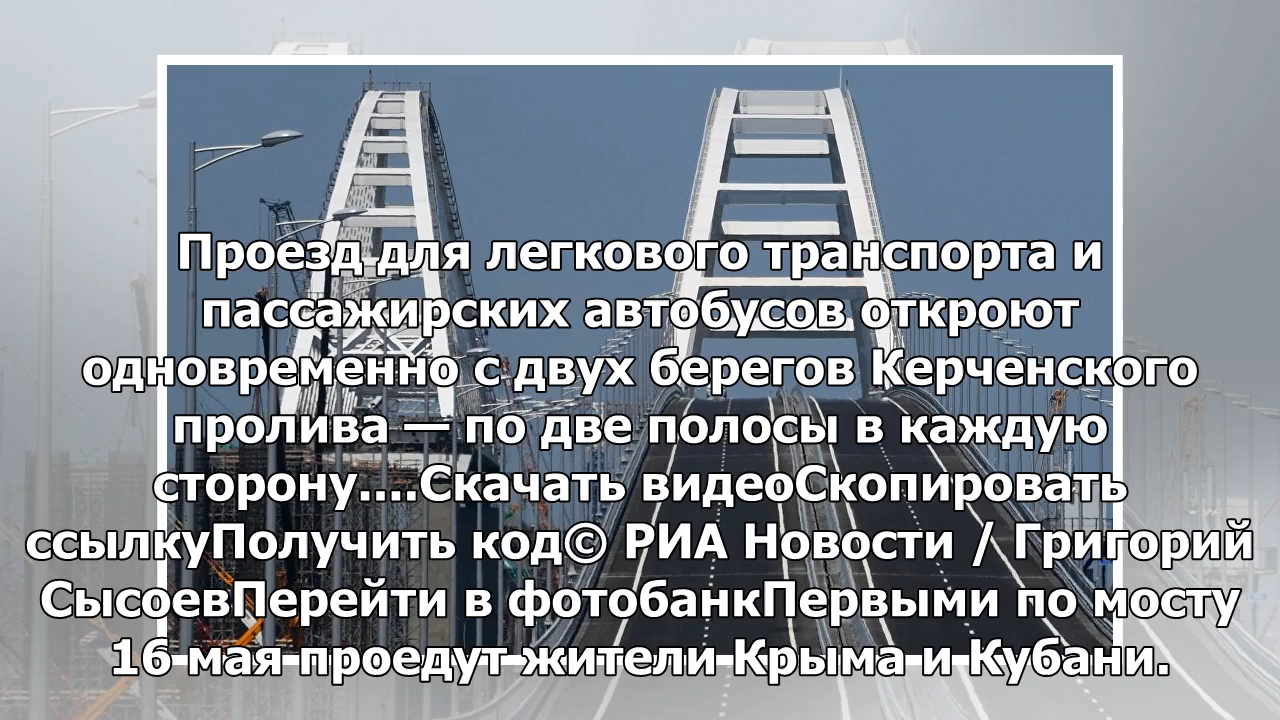 Проезд для легкового транспорта и
пассажирских автобусов откроют
одновременно с двух берегов Керченского
пролива — по две полосы в каждую
сторону....Скачать видеоСкопировать
ссылкуПолучить код© РИА Новости / Григорий
СысоевПерейти в фотобанкПервыми по мосту
16 мая проедут жители Крыма и Кубани.